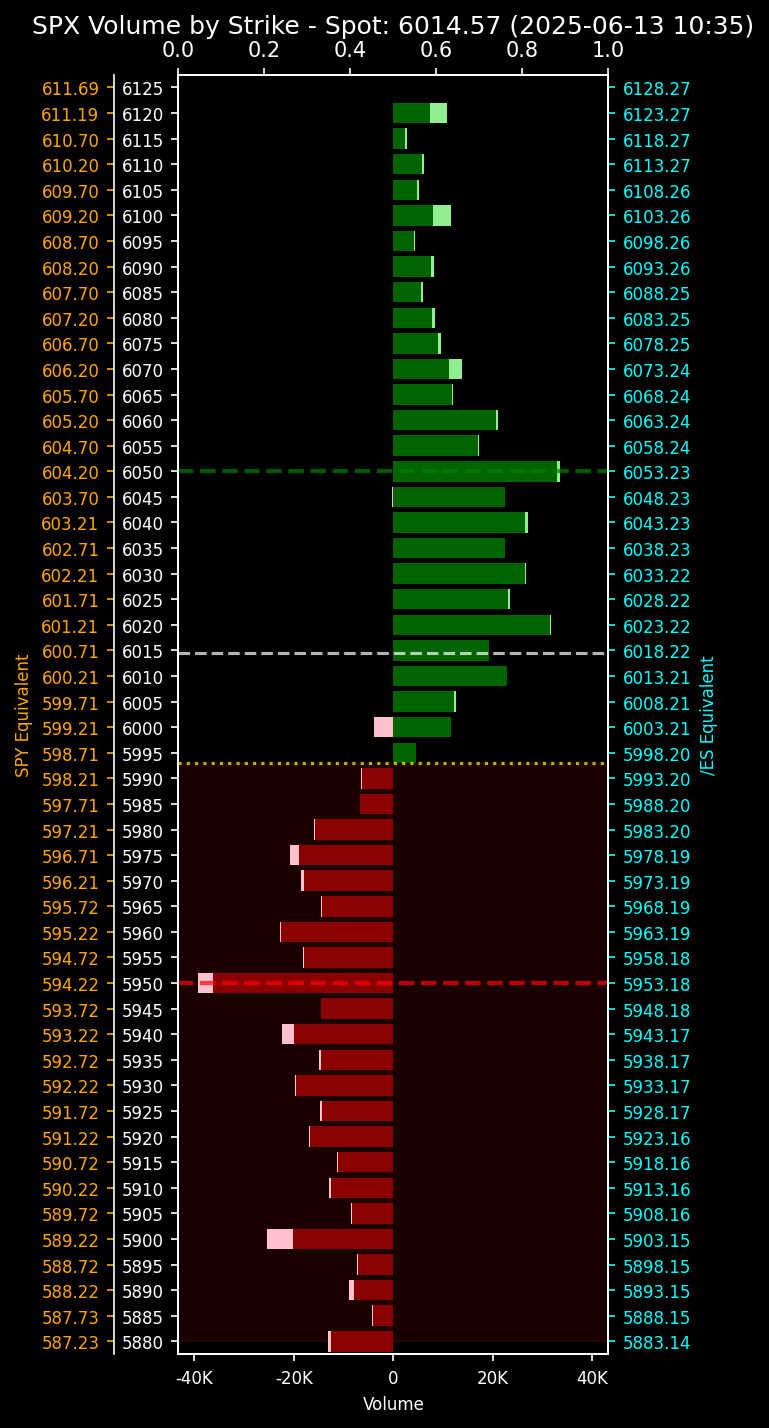 SPX Volume by Strike - Spot: 6014.57 (2025-06-13 10:35)
0.0 0.2 0.4 0.6 0.8 1.0
611.69 6125 6128.27
611.19 6120 6123.27
610.70 6115 6118.27
610.20 6110 6113.27
609.70 6105 6108.26
609.20 6100 6103.26
608.70 6095 6098.26
608.20 6090 6093.26
607.70 6085 6088.25
607.20 6080 6083.25
606.70 6075 6078.25
606.20 6070 6073.24
605.70 6065 6068.24
605.20 6060 6063.24
604.70 6055 6058.24
604.20 6050 6053.23
603.70 6045 6048.23
603.21 6040 6043.23
602.71 6035 6038.23
602.21 6030 6033.22
601.71 6025 6028.22
601.21 6020 6023.22
600.71 6015 6018.22
600.21 6010 6013.21
599.71 6005 6008.21
599.21 6000 6003.21
598.71 5995 5998.20
598.21 5990 5993.20
597.71 5985 5988.20
597.21 5980 5983.20
596.71 5975 5978.19
596.21 5970 5973.19
595.72 5965 5968.19
595.22 5960 5963.19
594.72 5955 5958.18
594.22 5950 5953.18
593.72 5945 5948.18
593.22 5940 5943.17
592.72 5935 5938.17
592.22 5930 5933.17
591.72 5925 5928.17
591.22 5920 5923.16
590.72 5915 5918.16
590.22 5910 5913.16
589.72 5905 5908.16
589.22 5900 5903.15
588.72 5895 5898.15
588.22 5890 5893.15
587.73 5885 5888.15
587.23 5880 5883.14
SPY Equivalent
/ES Equivalent
-40K -20K 0 20K 40K
Volume